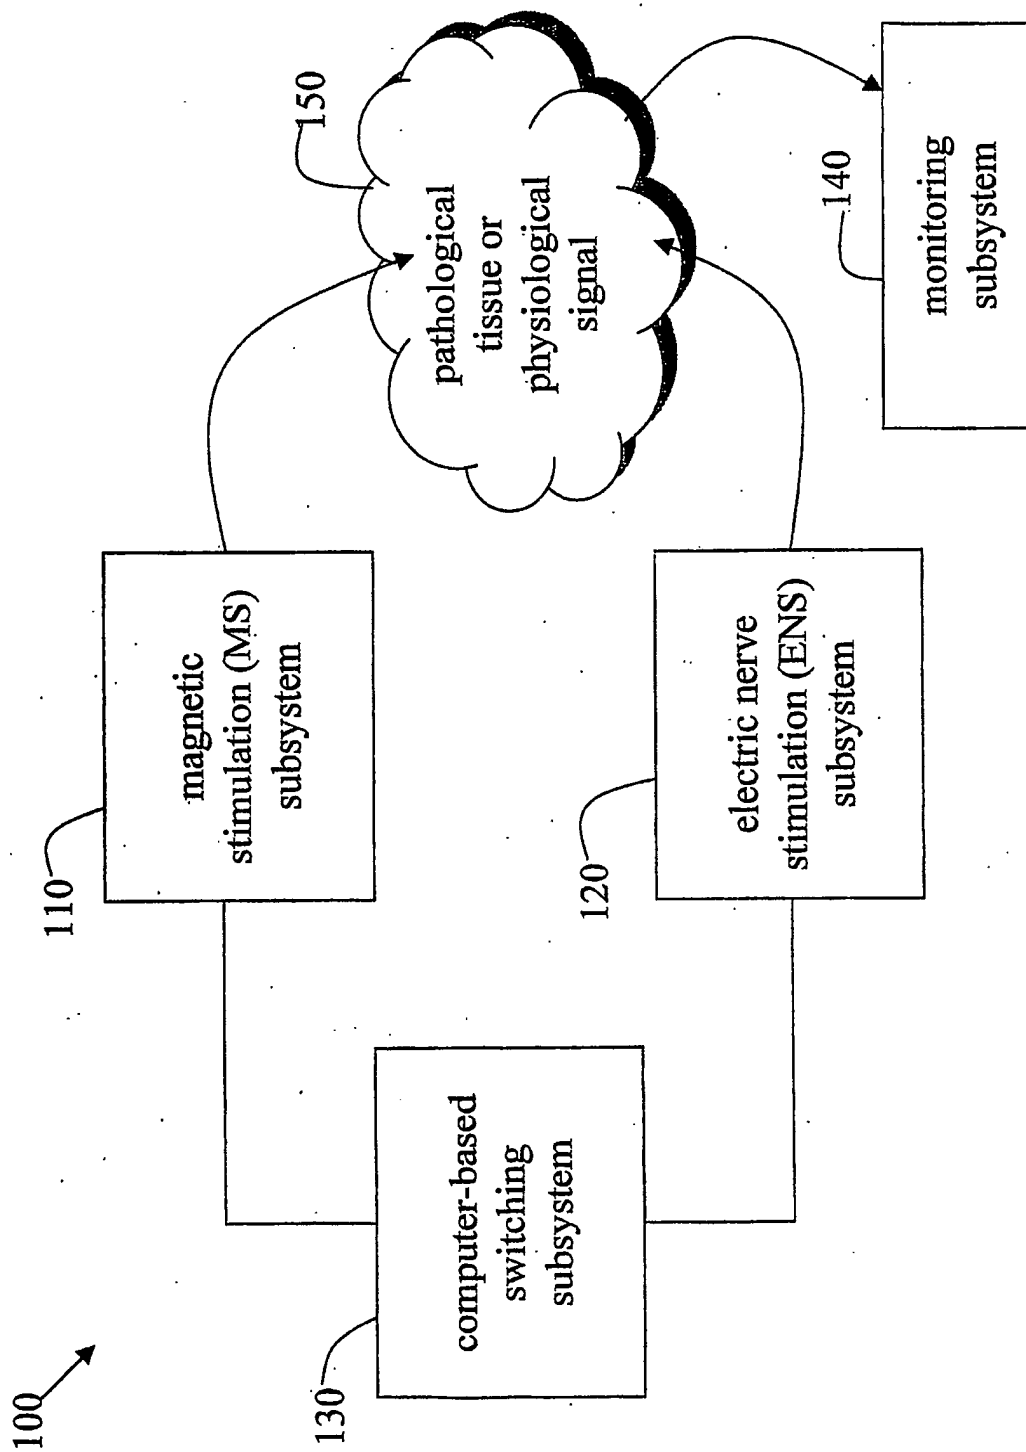 100
110
magnetic
stimulation (MS)
subsystem
150
pathological
tissue or
physiological
signal
130
computer-based
switching
subsystem
120
electric nerve
stimulation (ENS)
subsystem
140
monitoring
subsystem